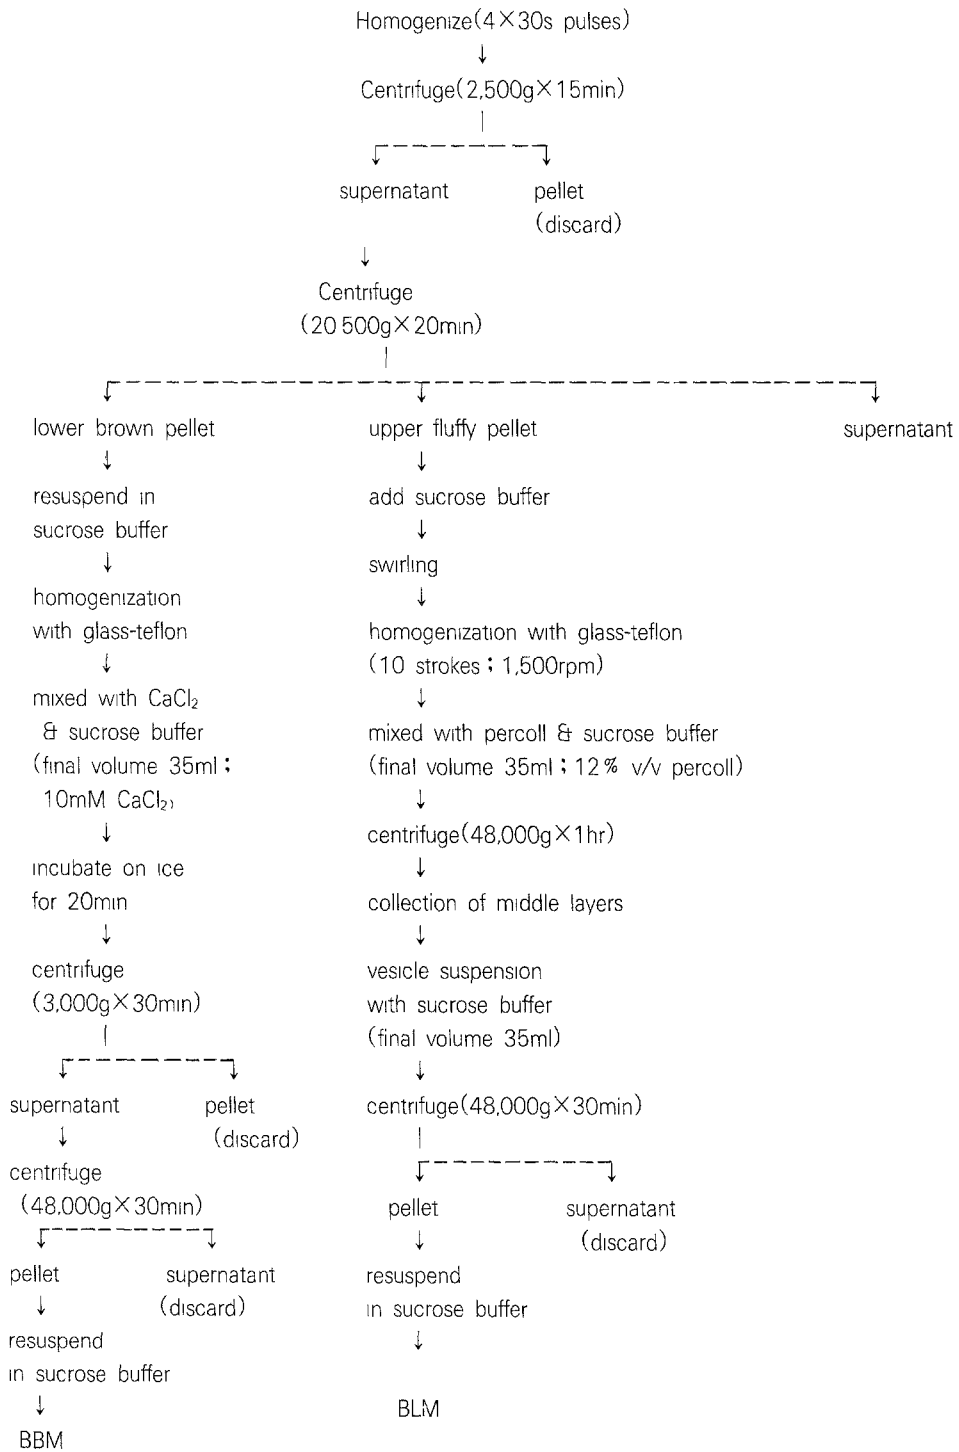 Homogenize(4×30s pulses)
↓
Centrifuge(2,500g×15min)
supernatant
pellet
(discard)
↓
Centrifuge
(20 500g×20min)
lower brown pellet
↓
resuspend in
sucrose buffer
↓
homogenization
with glass-teflon
↓
mixed with CaCl₂
& sucrose buffer
(final volume 35ml ;
10mM CaCl₂)
↓
incubate on ice
for 20min
↓
centrifuge
(3,000g×30min)
supernatant
pellet
(discard)
↓
centrifuge
(48,000g×30min)
pellet
supernatant
(discard)
↓
resuspend
in sucrose buffer
↓
BBM
upper fluffy pellet
↓
add sucrose buffer
↓
swirling
↓
homogenization with glass-teflon
(10 strokes ; 1,500rpm)
↓
mixed with percoll & sucrose buffer
(final volume 35ml ; 12% v/v percoll)
↓
centrifuge(48,000g×1hr)
↓
collection of middle layers
↓
vesicle suspension
with sucrose buffer
(final volume 35ml)
↓
centrifuge(48,000g×30min)
pellet
supernatant
(discard)
↓
resuspend
in sucrose buffer
↓
BLM
supernatant